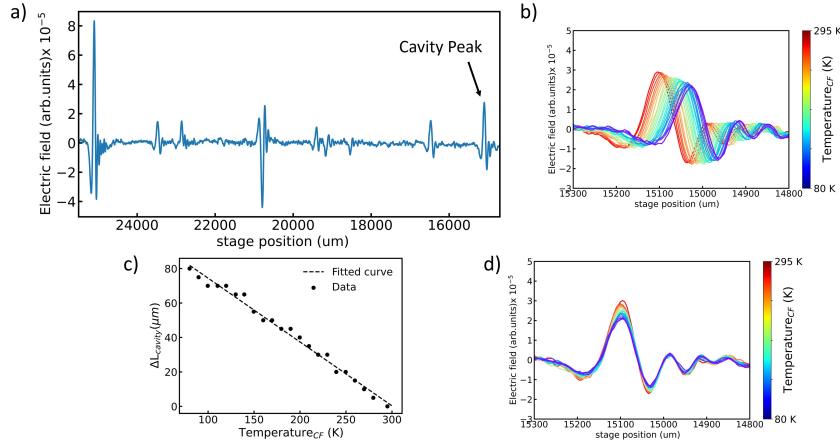 a)
Electric field (arb.units)x 10⁻⁵
8
6
4
2
0
−2
−4
Cavity Peak
24000 22000 20000 18000 16000
stage position (um)
b)
Electric field (arb.units)x 10⁻⁵
5
4
3
2
1
0
−1
−2
−3
15300 15200 15100 15000 14900 14800
stage position (um)
295 K
80 K
Temperature_CF (K)
c)
ΔL_cavity(μm)
80
60
40
20
0
Fitted curve
Data
100 150 200 250 300
Temperature_CF (K)
d)
Electric field (arb.units)x 10⁻⁵
5
4
3
2
1
0
−1
−2
−3
15300 15200 15100 15000 14900 14800
stage position (um)
295 K
80 K
Temperature_CF (K)